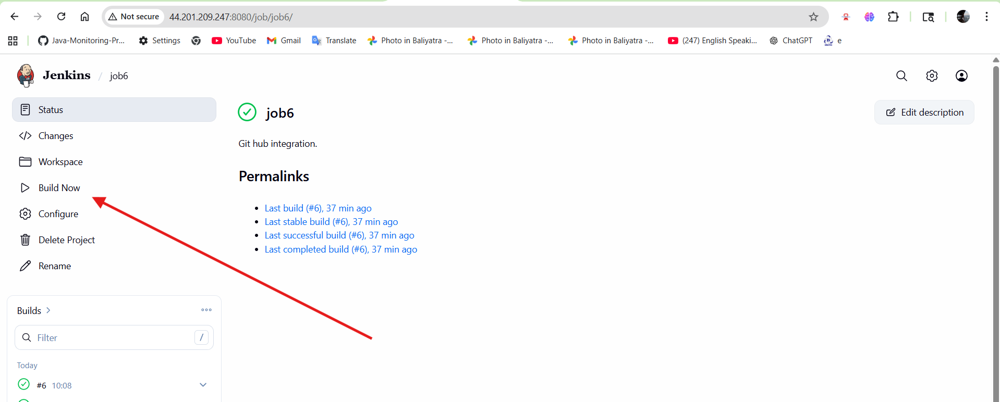 Not secure 44.201.209.247:8080/job/job6/
Java-Monitoring-Pr... Settings YouTube Gmail Translate Photo in Baliyatra -... Photo in Baliyatra -... Photo in Baliyatra -... (247) English Speaki... ChatGPT e
Jenkins / job6
Status
Changes
Workspace
Build Now
Configure
Delete Project
Rename
Builds
Filter /
Today
#6 10:08
job6
Edit description
Git hub integration.
Permalinks
Last build (#6), 37 min ago
Last stable build (#6), 37 min ago
Last successful build (#6), 37 min ago
Last completed build (#6), 37 min ago